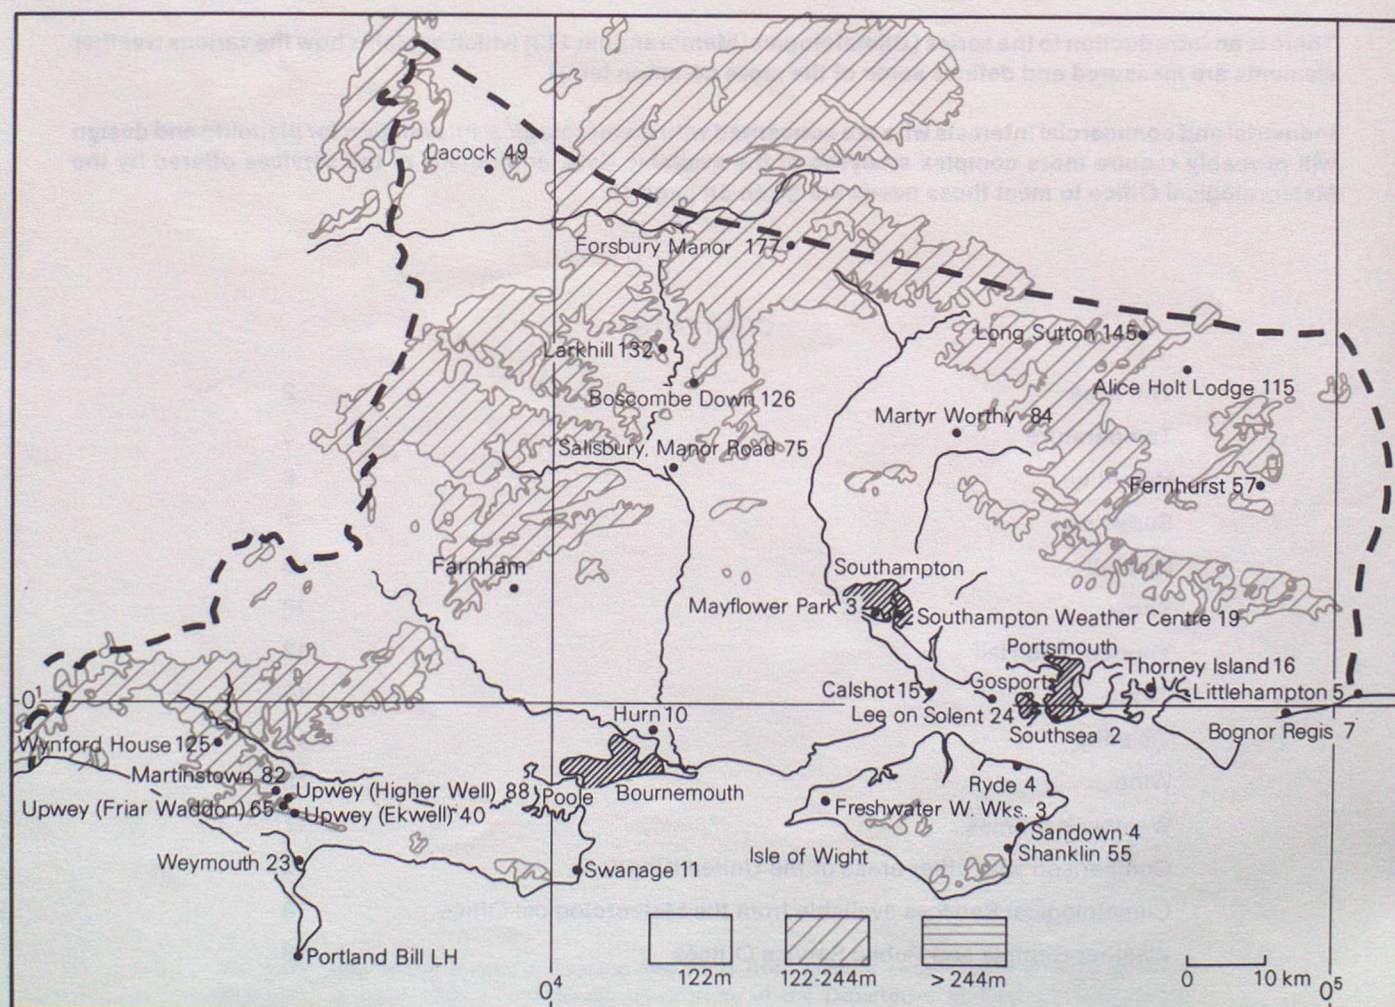 Lacock 49
Forsbury Manor 177
Long Sutton 145
Larkhill 132
Alice Holt Lodge 115
Boscombe Down 126
Martyr Worthy 84
Salisbury, Manor Road 75
Fernhurst 57
Farnham
Southampton
Mayflower Park 3
Southampton Weather Centre 19
Portsmouth
Thorney Island 16
Gosport
Calshot 15
Littlehampton 5
0¹
Lee on Solent 24
Hurn 10
Southsea 2
Bognor Regis 7
Wynford House 125
Martinstown 82
Ryde 4
Upwey (Higher Well) 88
Poole
Bournemouth
Upwey (Friar Waddon) 65
Upwey (Ekwell) 40
Freshwater W. Wks. 3
Sandown 4
Isle of Wight
Shanklin 55
Weymouth 23
Swanage 11
Portland Bill LH
122m
122-244m
> 244m
0
10 km
0⁴
0⁵